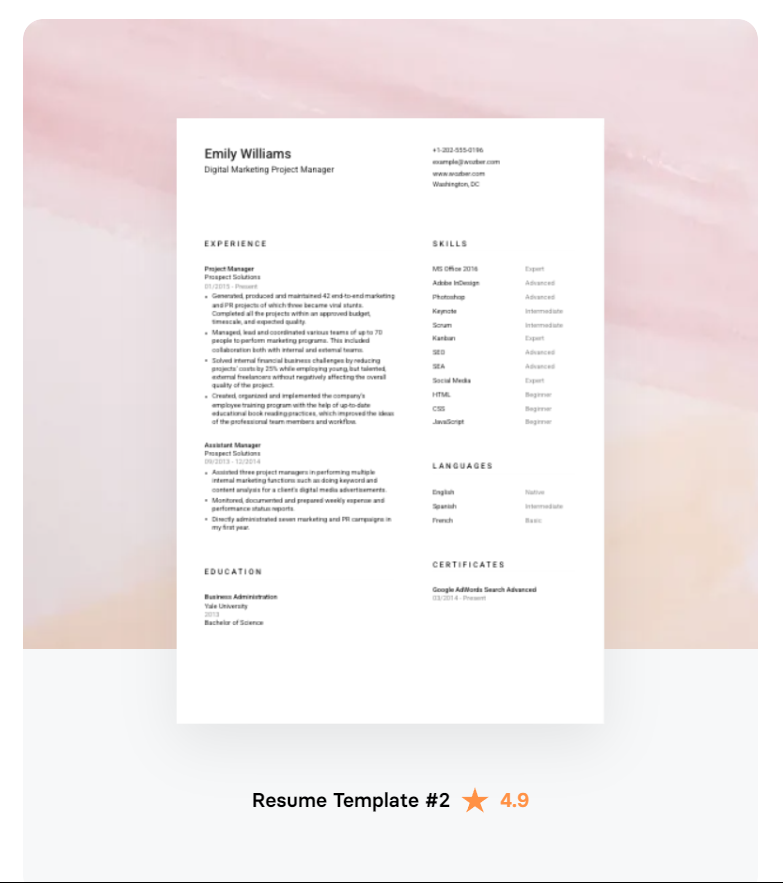 Emily Williams
Digital Marketing Project Manager
+1-202-555-0196
example@wozber.com
www.wozber.com
Washington, DC
EXPERIENCE
Project Manager
Prospect Solutions
01/2015 - Present
• Generated, produced and maintained 42 end-to-end marketing
and PR projects of which three became viral stunts.
Completed all the projects within an approved budget,
timescale, and expected quality.
• Managed, lead and coordinated various teams of up to 70
people to perform marketing programs. This included
collaboration both with internal and external teams.
• Solved internal financial business challenges by reducing
projects' costs by 25% while employing young, but talented,
external freelancers without negatively affecting the overall
quality of the project.
• Created, organized and implemented the company's
employee training program with the help of up-to-date
educational book reading practices, which improved the ideas
of the professional team members and workflow.
Assistant Manager
Prospect Solutions
09/2013 - 12/2014
• Assisted three project managers in performing multiple
internal marketing functions such as doing keyword and
content analysis for a client's digital media advertisements.
• Monitored, documented and prepared weekly expense and
performance status reports.
• Directly administrated seven marketing and PR campaigns in
my first year.
EDUCATION
Business Administration
Yale University
2013
Bachelor of Science
SKILLS
MS Office 2016 Expert
Adobe InDesign Advanced
Photoshop Advanced
Keynote Intermediate
Scrum Intermediate
Kanban Expert
SEO Advanced
SEA Advanced
Social Media Expert
HTML Beginner
CSS Beginner
JavaScript Beginner
LANGUAGES
English Native
Spanish Intermediate
French Basic
CERTIFICATES
Google AdWords Search Advanced
03/2014 - Present
Resume Template #2 ★ 4.9